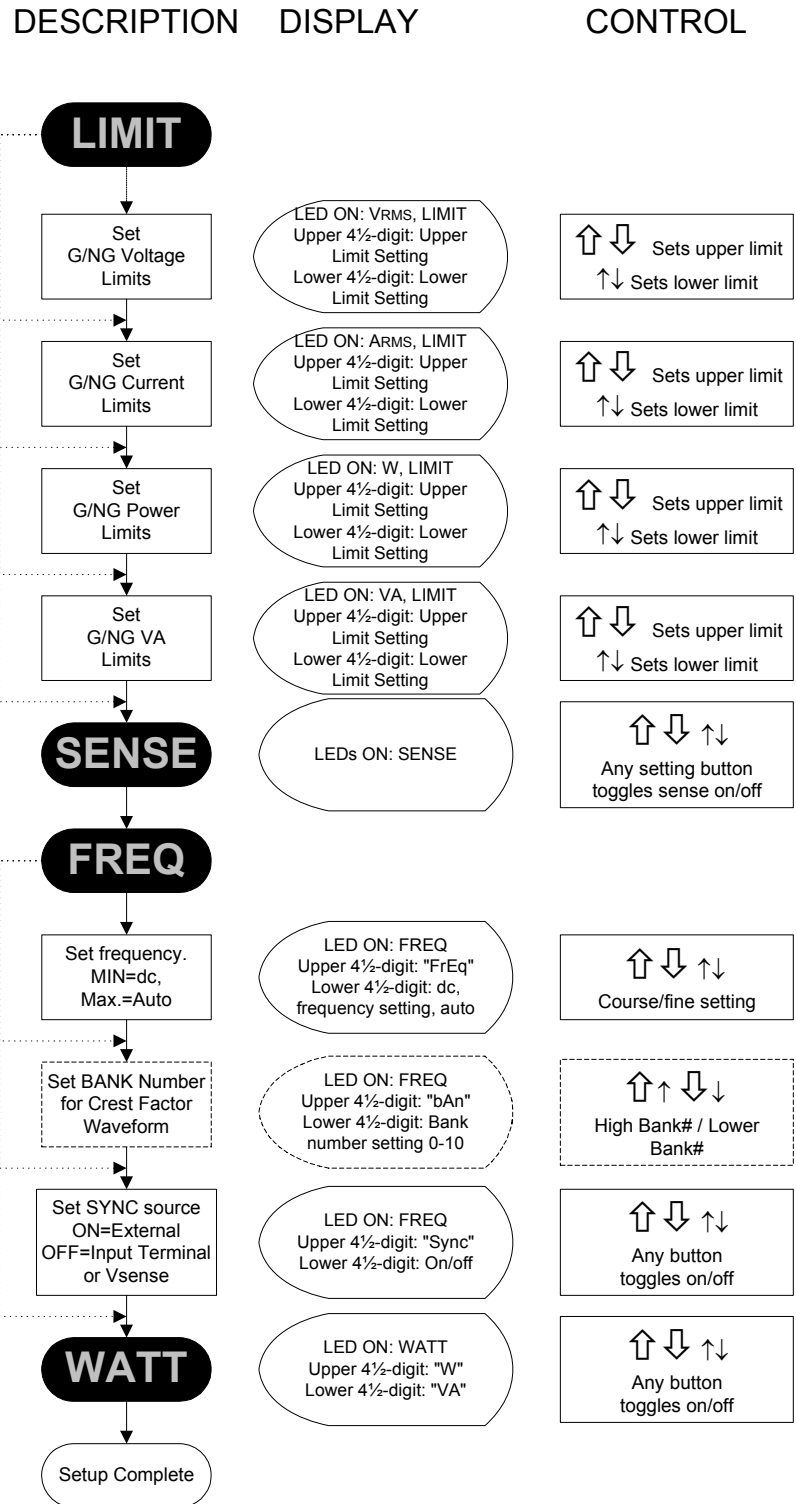 DESCRIPTION DISPLAY CONTROL
LIMIT
Set
G/NG Voltage
Limits
LED ON: VRMS, LIMIT
Upper 4½-digit: Upper
Limit Setting
Lower 4½-digit: Lower
Limit Setting
⇧⇩ Sets upper limit
↑↓ Sets lower limit
Set
G/NG Current
Limits
LED ON: ARMS, LIMIT
Upper 4½-digit: Upper
Limit Setting
Lower 4½-digit: Lower
Limit Setting
⇧⇩ Sets upper limit
↑↓ Sets lower limit
Set
G/NG Power
Limits
LED ON: W, LIMIT
Upper 4½-digit: Upper
Limit Setting
Lower 4½-digit: Lower
Limit Setting
⇧⇩ Sets upper limit
↑↓ Sets lower limit
Set
G/NG VA
Limits
LED ON: VA, LIMIT
Upper 4½-digit: Upper
Limit Setting
Lower 4½-digit: Lower
Limit Setting
⇧⇩ Sets upper limit
↑↓ Sets lower limit
SENSE
LEDs ON: SENSE
⇧⇩↑↓
Any setting button
toggles sense on/off
FREQ
Set frequency.
MIN=dc,
Max.=Auto
LED ON: FREQ
Upper 4½-digit: "FrEq"
Lower 4½-digit: dc,
frequency setting, auto
⇧⇩↑↓
Course/fine setting
Set BANK Number
for Crest Factor
Waveform
LED ON: FREQ
Upper 4½-digit: "bAn"
Lower 4½-digit: Bank
number setting 0-10
⇧↑⇩↓
High Bank# / Lower
Bank#
Set SYNC source
ON=External
OFF=Input Terminal
or Vsense
LED ON: FREQ
Upper 4½-digit: "Sync"
Lower 4½-digit: On/off
⇧⇩↑↓
Any button
toggles on/off
WATT
LED ON: WATT
Upper 4½-digit: "W"
Lower 4½-digit: "VA"
⇧⇩↑↓
Any button
toggles on/off
Setup Complete